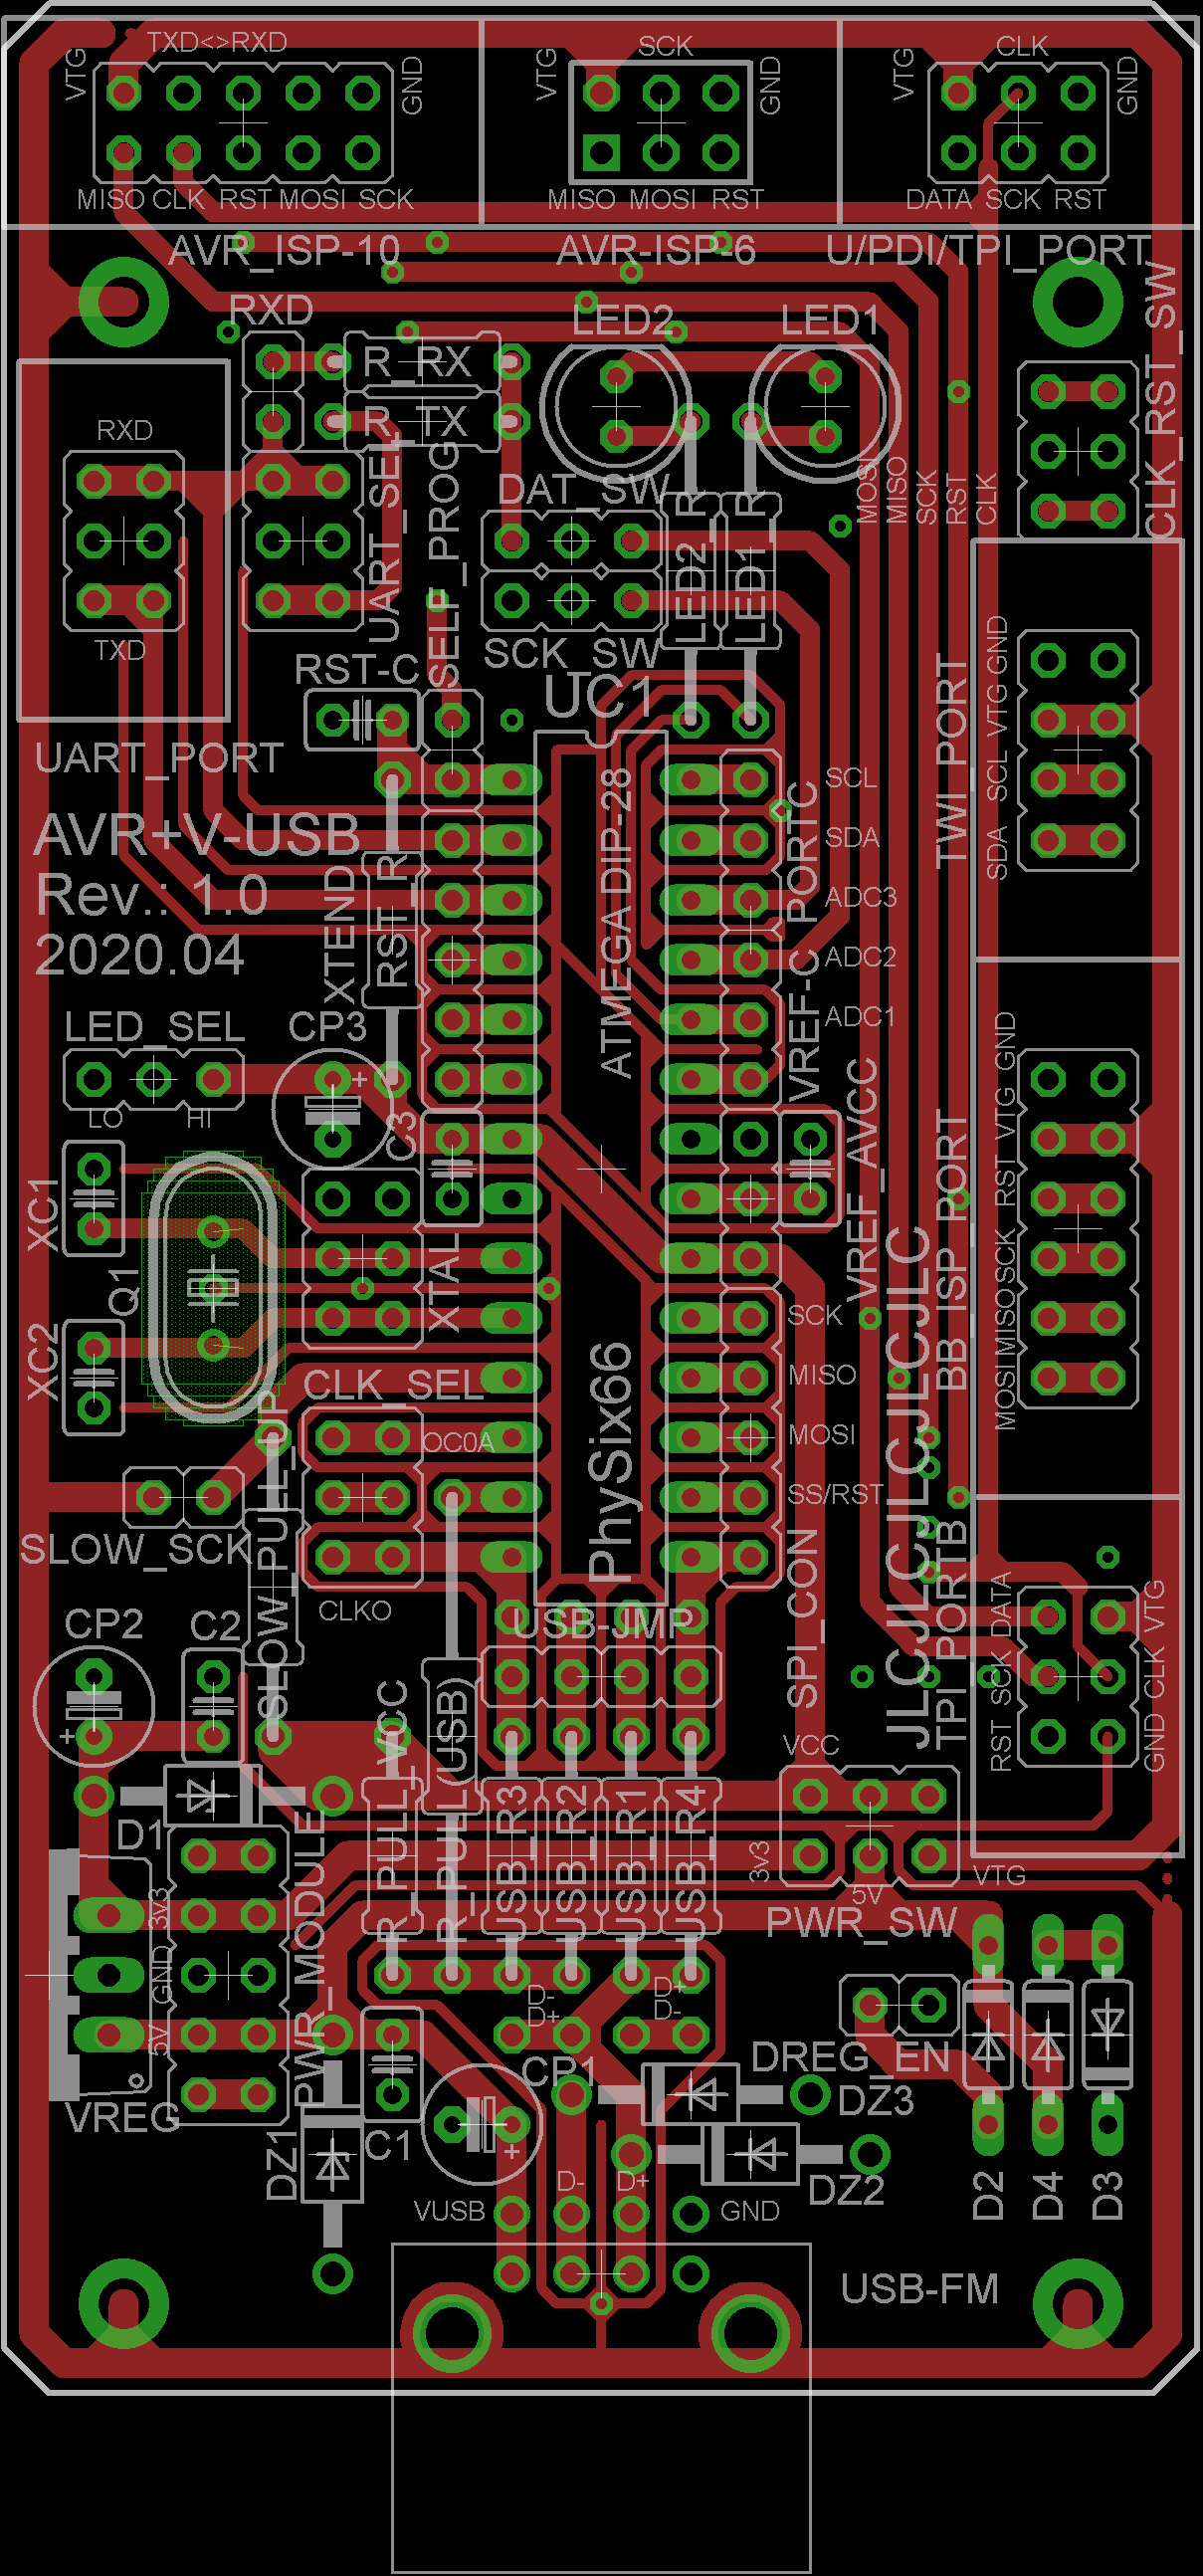 TXD<>RXD
SCK
CLK
VTG
GND
VTG
GND
VTG
GND
MISO CLK RST MOSI SCK
MISO MOSI RST
DATA SCK RST
AVR_ISP-10
AVR-ISP-6
U/PDI/TPI_PORT
RXD
LED2
LED1
CLK_RST_SW
R_RX
R_TX
RXD
TXD
UART_SEL
SELF_PROG
DAT_SW
SCK_SW
LED2_R
LED1_R
MOSI
MISO
SCK
RST
CLK
RST-C
UC1
UART_PORT
AVR+V-USB
Rev.: 1.0
2020.04
XTEND
RST_R
ATMEGA DIP-28
PORTC
SCL
SDA
ADC3
ADC2
ADC1
TWI_PORT
SDA SCL VTG GND
LED_SEL
LO
HI
CP3
C3
VREF-C
VREF_AVCC
XC1
Q1
XC2
XTAL
BB_ISP_PORT
MOSI MISO SCK RST VTG GND
JLCJLCJLCJLC
CLK_SEL
OC0A
CLKO
PhySix66
SCK
MISO
MOSI
SS/RST
SPI_CON
PORTB
TPI
SLOW_SCK
SLOW_PULL_UP
CP2
C2
USB-JMP
RST SCK DATA
GND CLK VTG
VCC
3v3
5V
VTG
PWR_SW
D1
R_PULL_VCC
R_PULL(USB)
USB_R3
USB_R2
USB_R1
USB_R4
3v3
GND
5V
PWR_MODULE
VREG
D-
D+
D+
D-
CP1
DREG_EN
DZ3
DZ1
C1
DZ2
D2
D4
D3
VUSB
D-
D+
GND
USB-FM